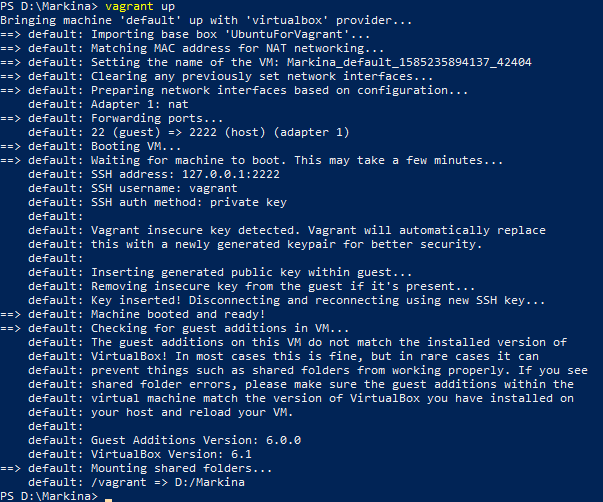 PS D:\Markina> vagrant up
Bringing machine 'default' up with 'virtualbox' provider...
==> default: Importing base box 'UbuntuForVagrant'...
==> default: Matching MAC address for NAT networking...
==> default: Setting the name of the VM: Markina_default_1585235894137_42404
==> default: Clearing any previously set network interfaces...
==> default: Preparing network interfaces based on configuration...
    default: Adapter 1: nat
==> default: Forwarding ports...
    default: 22 (guest) => 2222 (host) (adapter 1)
==> default: Booting VM...
==> default: Waiting for machine to boot. This may take a few minutes...
    default: SSH address: 127.0.0.1:2222
    default: SSH username: vagrant
    default: SSH auth method: private key
    default:
    default: Vagrant insecure key detected. Vagrant will automatically replace
    default: this with a newly generated keypair for better security.
    default:
    default: Inserting generated public key within guest...
    default: Removing insecure key from the guest if it's present...
    default: Key inserted! Disconnecting and reconnecting using new SSH key...
==> default: Machine booted and ready!
==> default: Checking for guest additions in VM...
    default: The guest additions on this VM do not match the installed version of
    default: VirtualBox! In most cases this is fine, but in rare cases it can
    default: prevent things such as shared folders from working properly. If you see
    default: shared folder errors, please make sure the guest additions within the
    default: virtual machine match the version of VirtualBox you have installed on
    default: your host and reload your VM.
    default:
    default: Guest Additions Version: 6.0.0
    default: VirtualBox Version: 6.1
==> default: Mounting shared folders...
    default: /vagrant => D:/Markina
PS D:\Markina>